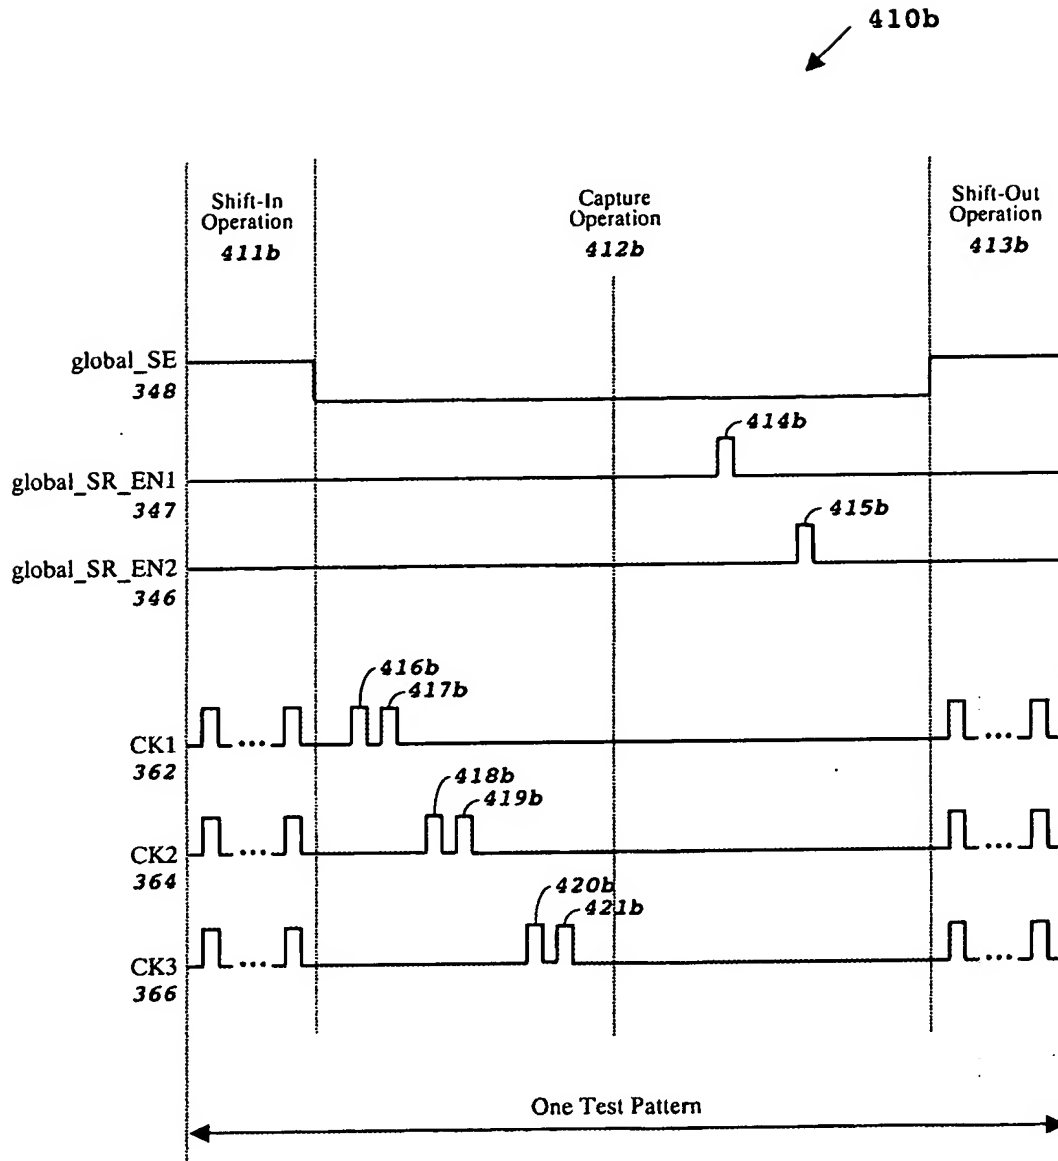 410b
Shift-In
Operation
411b
Capture
Operation
412b
Shift-Out
Operation
413b
global_SE
348
414b
global_SR_EN1
347
415b
global_SR_EN2
346
416b
417b
CK1
362
418b
419b
CK2
364
420b
421b
CK3
366
One Test Pattern